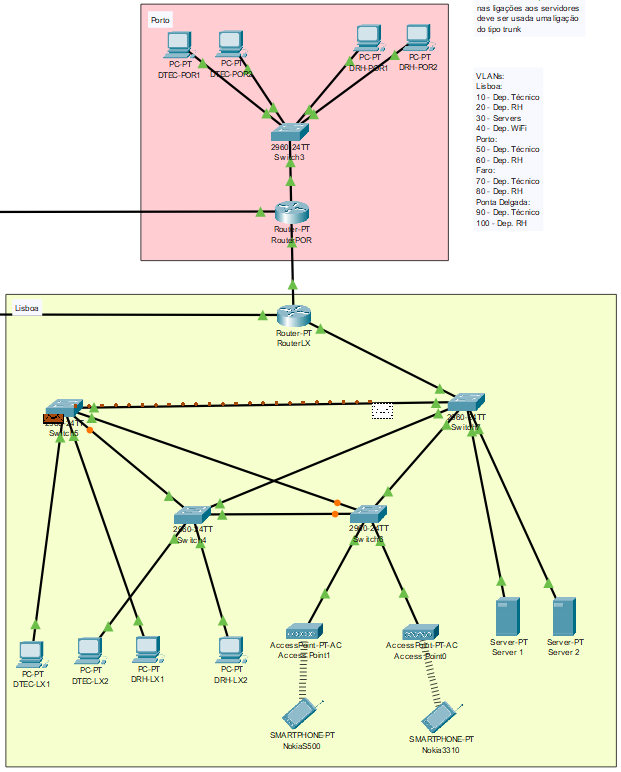 nas ligações aos servidores
deve ser usada uma ligação
do tipo trunk
Porto
PC-PT
DTEC-POR1
PC-PT
DTEC-POR2
PC-PT
DRH-POR1
PC-PT
DRH-POR2
2960-24TT
Switch3
Router-PT
RouterPOR
VLANs:
Lisboa:
10 - Dep. Técnico
20 - Dep. RH
30 - Servers
40 - Dep. WiFi
Porto:
50 - Dep. Técnico
60 - Dep. RH
Faro:
70 - Dep. Técnico
80 - Dep. RH
Ponta Delgada:
90 - Dep. Técnico
100 - Dep. RH
Lisboa
Router-PT
RouterLX
2960-24TT
Switch5
2960-24TT
Switch7
2960-24TT
Switch4
2960-24TT
Switch6
PC-PT
DTEC-LX1
PC-PT
DTEC-LX2
PC-PT
DRH-LX1
PC-PT
DRH-LX2
AccessPoint-PT-AC
Access Point1
AccessPoint-PT-AC
Access Point0
Server-PT
Server 1
Server-PT
Server 2
SMARTPHONE-PT
NokiaS500
SMARTPHONE-PT
Nokia3310